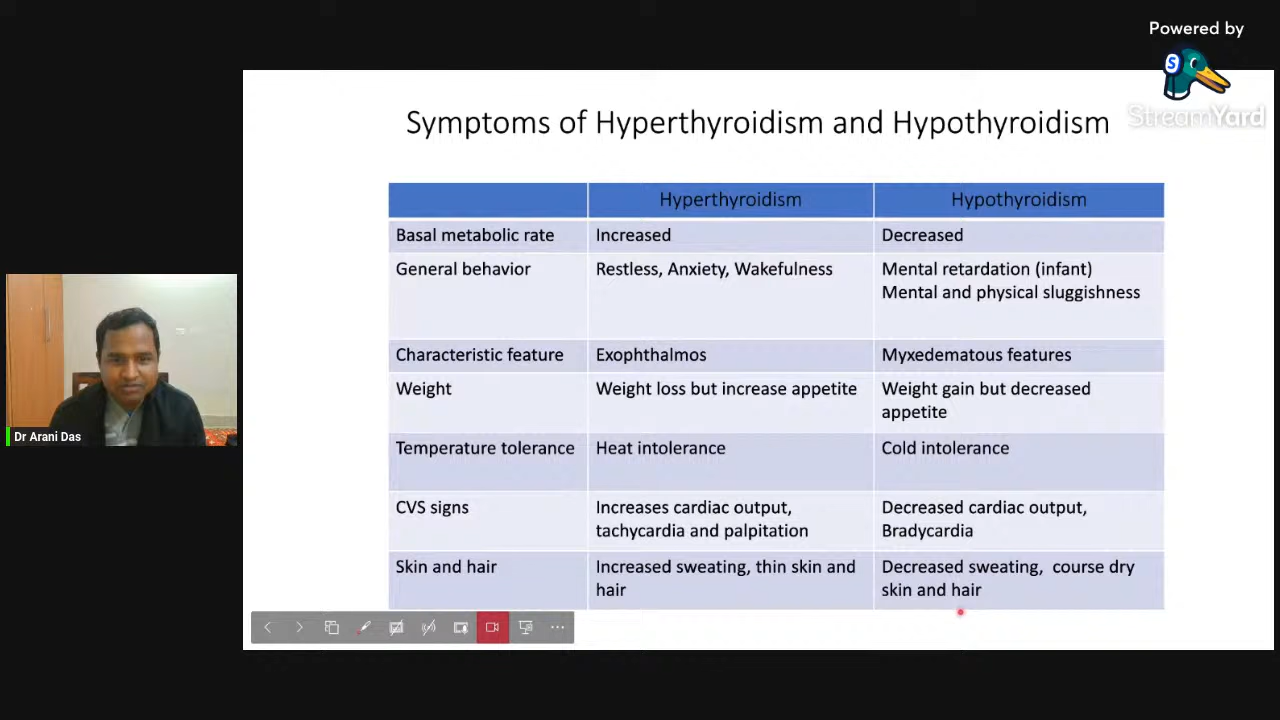 Powered by
S
StreamYard
Symptoms of Hyperthyroidism and Hypothyroidism
Hyperthyroidism Hypothyroidism
Basal metabolic rate Increased Decreased
General behavior Restless, Anxiety, Wakefulness Mental retardation (infant)
Mental and physical sluggishness
Characteristic feature Exophthalmos Myxedematous features
Weight Weight loss but increase appetite Weight gain but decreased
appetite
Temperature tolerance Heat intolerance Cold intolerance
CVS signs Increases cardiac output, Decreased cardiac output,
tachycardia and palpitation Bradycardia
Skin and hair Increased sweating, thin skin and Decreased sweating, course dry
hair skin and hair
Dr Arani Das